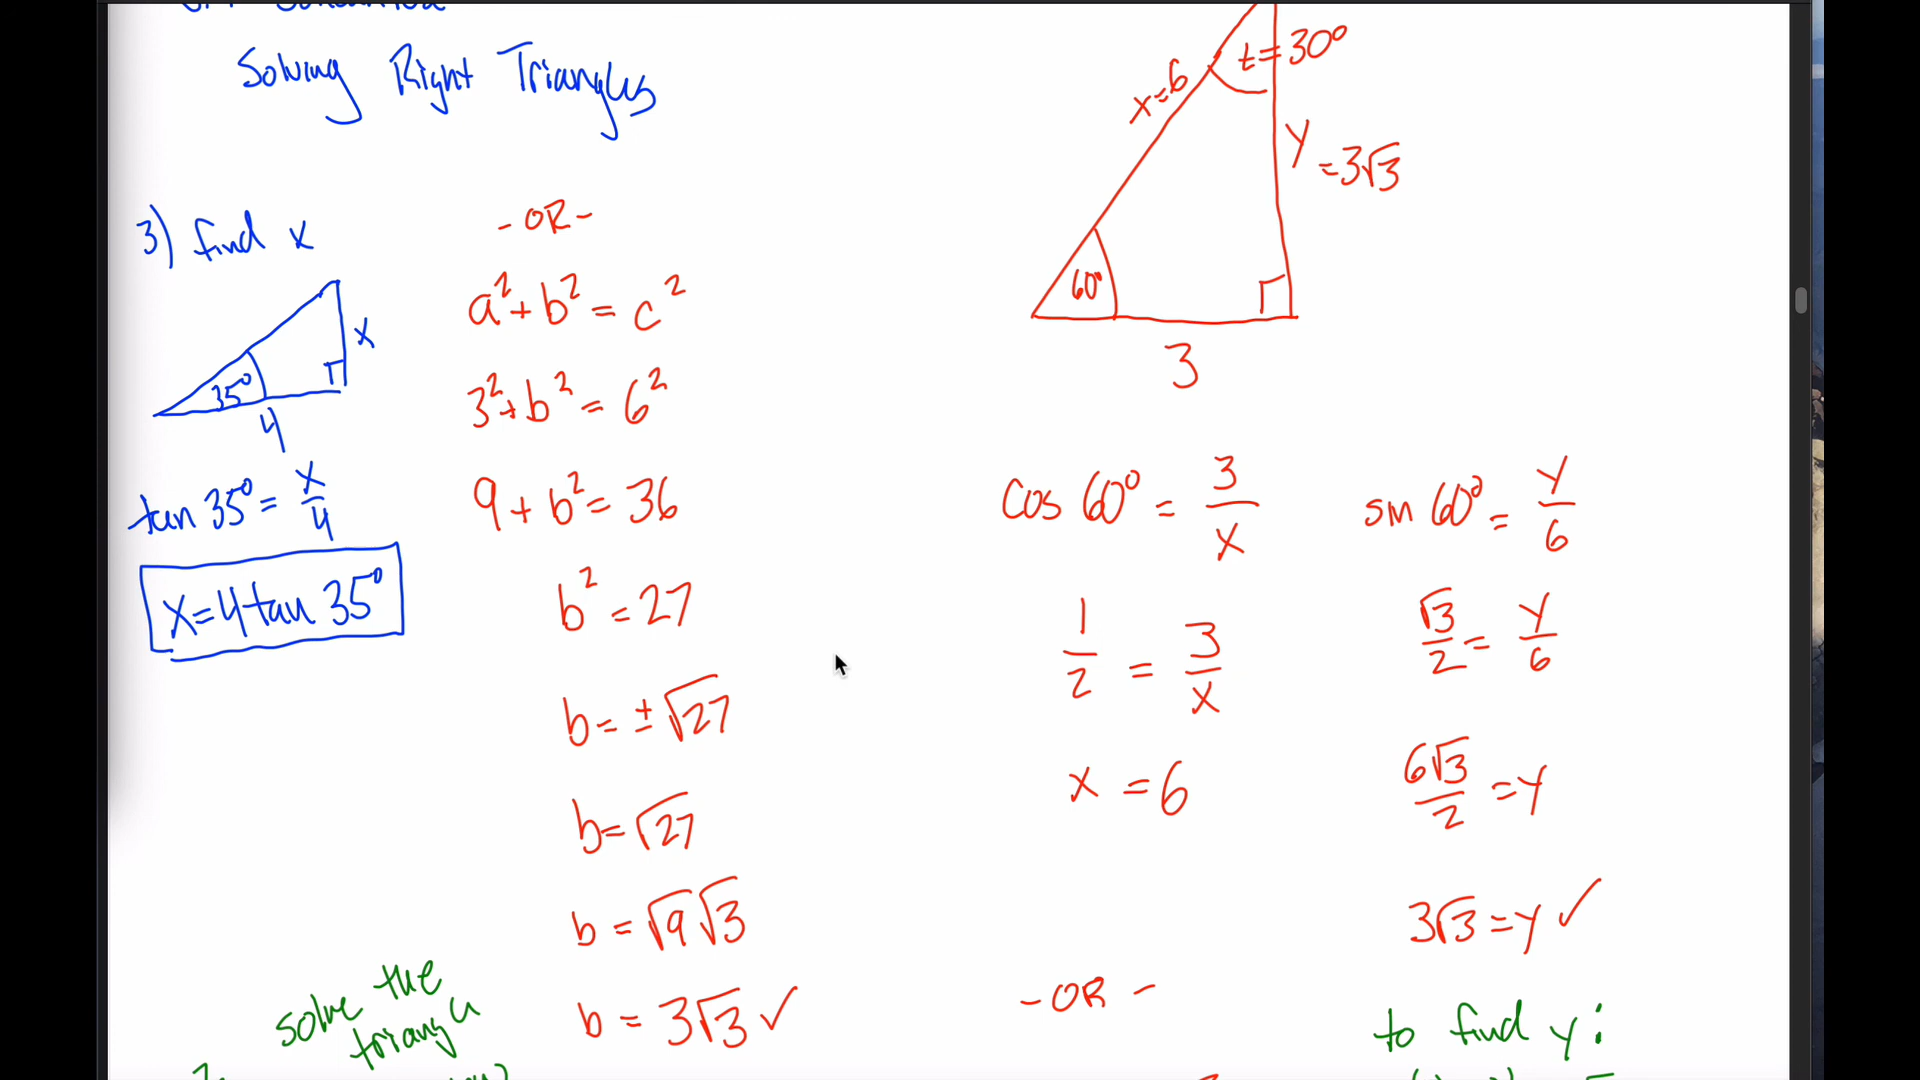 Solving Right Triangles
3) find x
35°
x
4
tan 35° = x/4
x = 4 tan 35°
- OR -
a² + b² = c²
3² + b² = 6²
9 + b² = 36
b² = 27
b = ± √27
b = √27
b = √9 √3
b = 3√3 ✓
x = 6
t = 30°
y = 3√3
60°
3
cos 60° = 3/x
1/2 = 3/x
x = 6
sin 60° = y/6
√3/2 = y/6
6√3/2 = y
3√3 = y ✓
- OR -
solve the
to find y: